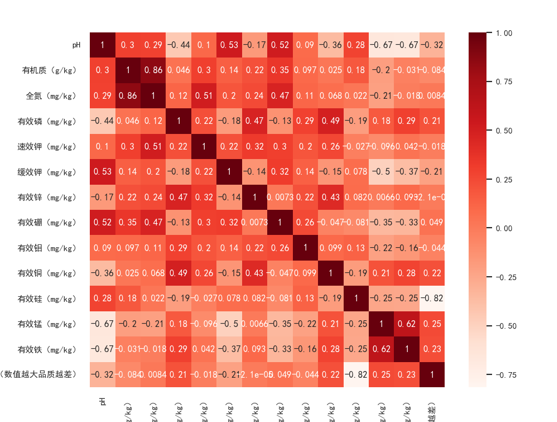 pH 1 0.3 0.29 -0.44 0.1 0.53 -0.17 0.52 0.09 -0.36 0.28 -0.67 -0.67 -0.32
有机质（g/kg） 0.3 1 0.86 0.046 0.3 0.14 0.22 0.35 0.097 0.025 0.18 -0.2 -0.031 -0.084
全氮（mg/kg） 0.29 0.86 1 0.12 0.51 0.2 0.24 0.47 0.11 0.068 0.022 -0.21 -0.018 0.0084
有效磷（mg/kg） -0.44 0.046 0.12 1 0.22 -0.18 0.47 -0.13 0.29 0.49 -0.19 0.18 0.29 0.21
速效钾（mg/kg） 0.1 0.3 0.51 0.22 1 0.22 0.32 0.3 0.2 0.26 -0.027 -0.096 0.042 -0.018
缓效钾（mg/kg） 0.53 0.14 0.2 -0.18 0.22 1 -0.14 0.32 0.14 -0.15 0.078 -0.5 -0.37 -0.21
有效锌（mg/kg） -0.17 0.22 0.24 0.47 0.32 -0.14 1 0.0073 0.22 0.43 0.082 0.0066 0.093
有效硼（mg/kg） 0.52 0.35 0.47 -0.13 0.3 0.32 0.0073 1 0.26 -0.047 -0.081 -0.35 -0.33 0.049
有效钼（mg/kg） 0.09 0.097 0.11 0.29 0.2 0.14 0.22 0.26 1 0.099 0.13 -0.22 -0.16 -0.044
有效铜（mg/kg） -0.36 0.025 0.068 0.49 0.26 -0.15 0.43 -0.047 0.099 1 -0.19 0.21 0.28 0.22
有效硅（mg/kg） 0.28 0.18 0.022 -0.19 -0.027 0.078 0.082 -0.081 0.13 -0.19 1 -0.25 -0.25 -0.82
有效锰（mg/kg） -0.67 -0.2 -0.21 0.18 -0.096 -0.5 0.0066 -0.35 -0.22 0.21 -0.25 1 0.62 0.25
有效铁（mg/kg） -0.67 -0.031 -0.018 0.29 0.042 -0.37 0.093 -0.33 -0.16 0.28 -0.25 0.62 1 0.23
（数值越大品质越差） -0.32 -0.084 0.0084 0.21 -0.018 -0.21 0.049 -0.044 0.22 -0.82 0.25 0.23 1
pH
越差）
1.00
0.75
0.50
0.25
0.00
-0.25
-0.50
-0.75